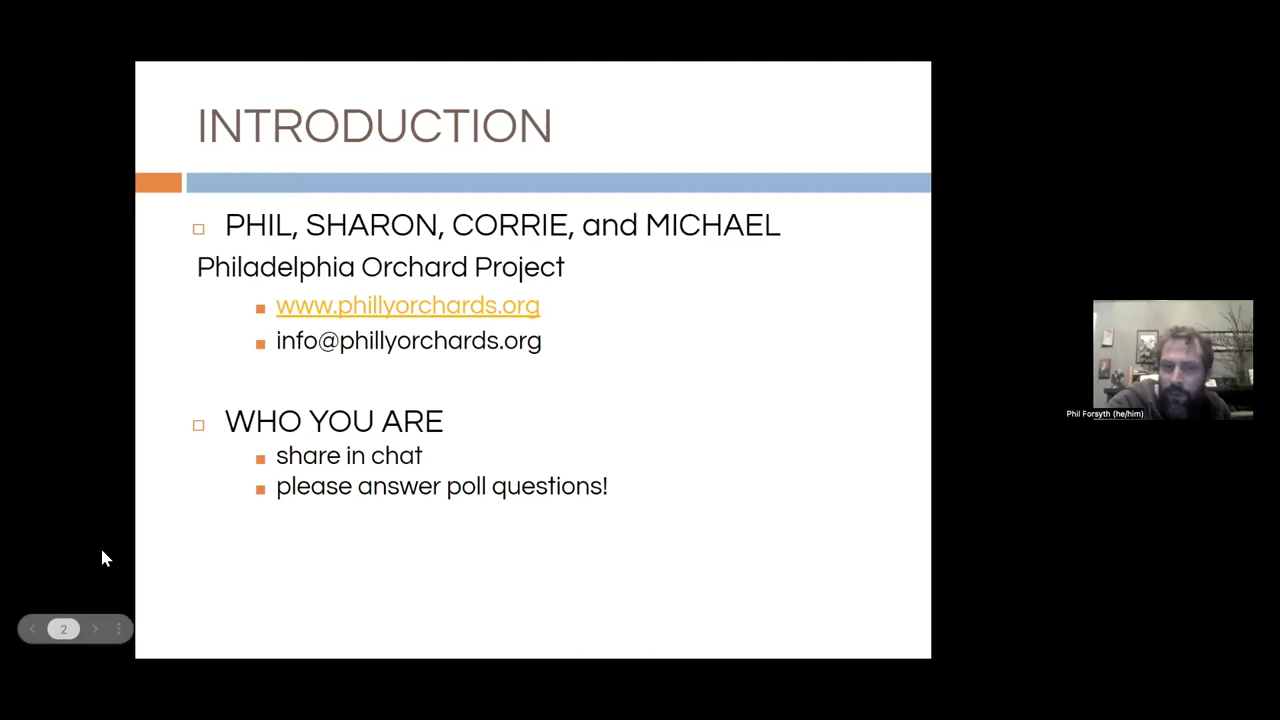 INTRODUCTION
PHIL, SHARON, CORRIE, and MICHAEL
Philadelphia Orchard Project
www.phillyorchards.org
info@phillyorchards.org
WHO YOU ARE
share in chat
please answer poll questions!
Phil Forsyth (he/him)
2